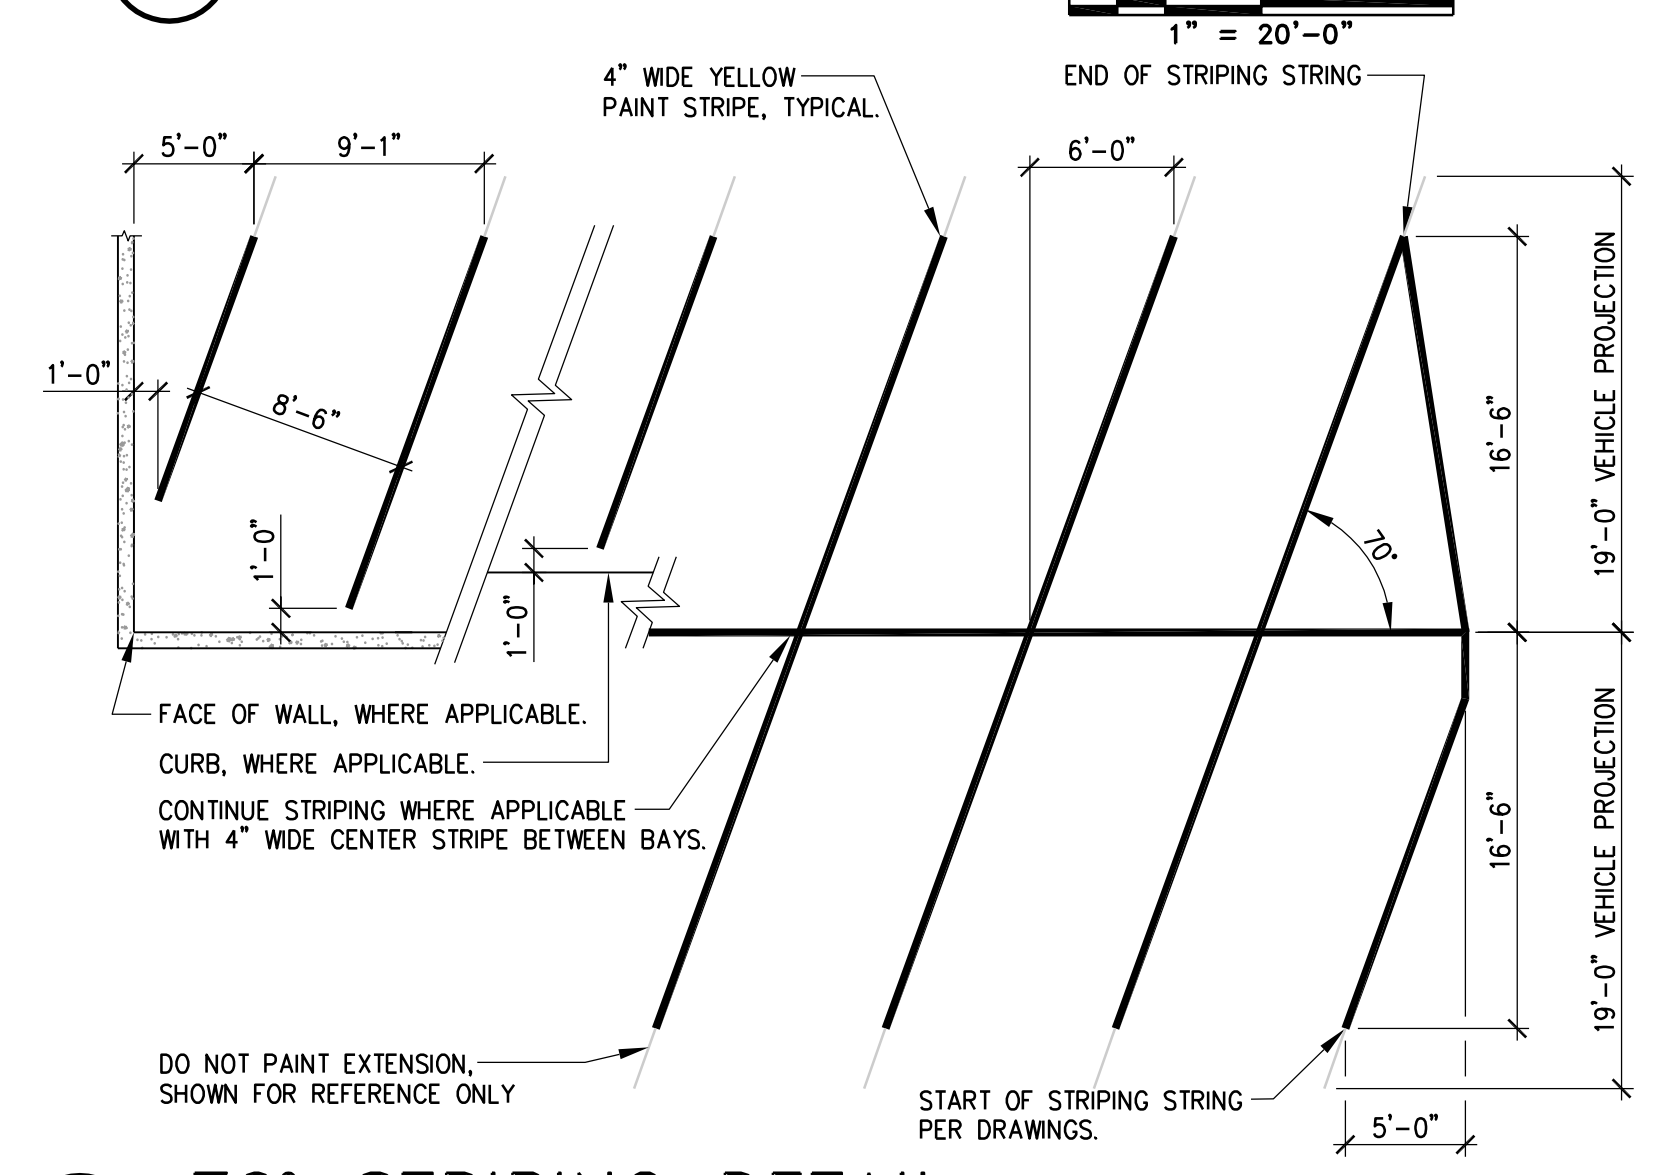 1" = 20'-0"
4" WIDE YELLOW
PAINT STRIPE, TYPICAL.
END OF STRIPING STRING
5'-0"
9'-1"
6'-0"
1'-0"
8'-6"
1'-0"
1'-0"
70°
16'-6"
19'-0" VEHICLE PROJECTION
FACE OF WALL, WHERE APPLICABLE.
CURB, WHERE APPLICABLE.
CONTINUE STRIPING WHERE APPLICABLE
WITH 4" WIDE CENTER STRIPE BETWEEN BAYS.
16'-6"
19'-0" VEHICLE PROJECTION
DO NOT PAINT EXTENSION,
SHOWN FOR REFERENCE ONLY
START OF STRIPING STRING
PER DRAWINGS.
5'-0"
70° STRIPING DETAIL